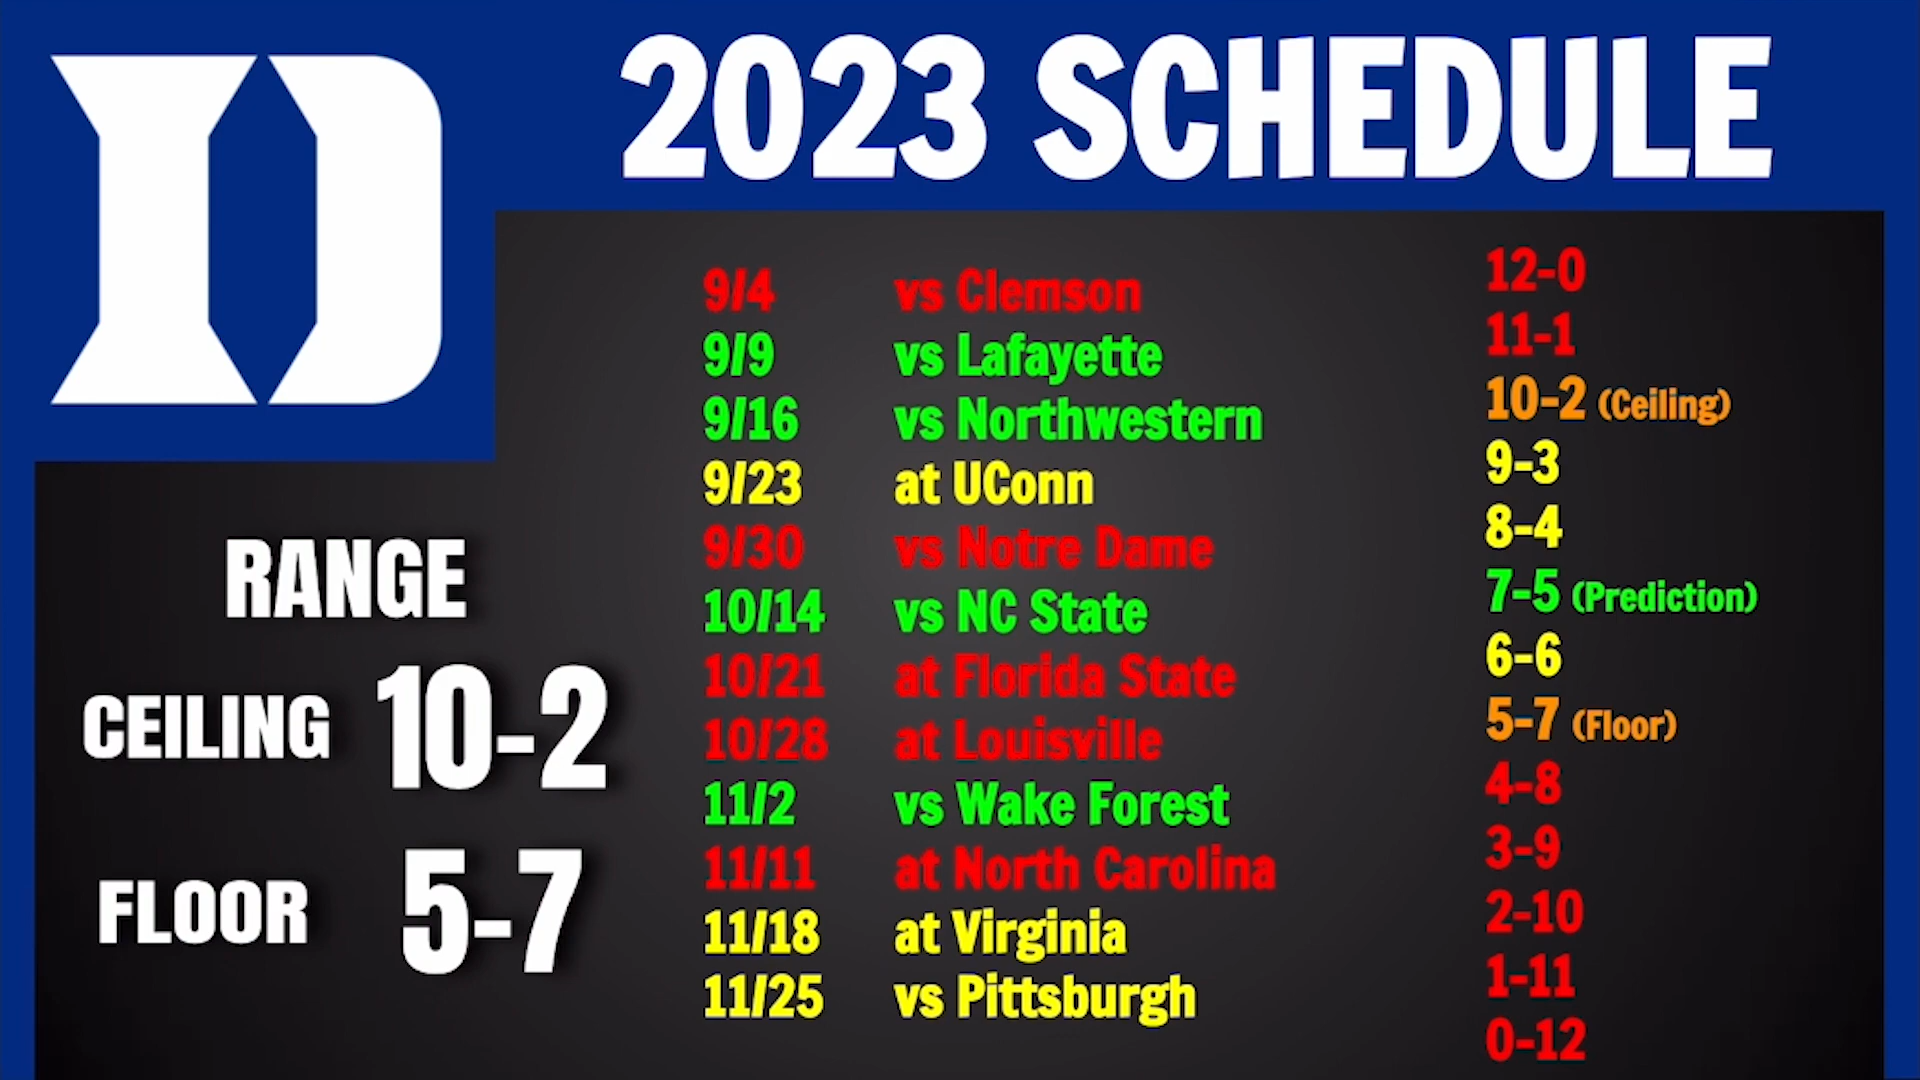 D
2023 SCHEDULE
RANGE
CEILING 10-2
FLOOR 5-7
9/4 vs Clemson
9/9 vs Lafayette
9/16 vs Northwestern
9/23 at UConn
9/30 vs Notre Dame
10/14 vs NC State
10/21 at Florida State
10/28 at Louisville
11/2 vs Wake Forest
11/11 at North Carolina
11/18 at Virginia
11/25 vs Pittsburgh
12-0
11-1
10-2 (Ceiling)
9-3
8-4
7-5 (Prediction)
6-6
5-7 (Floor)
4-8
3-9
2-10
1-11
0-12